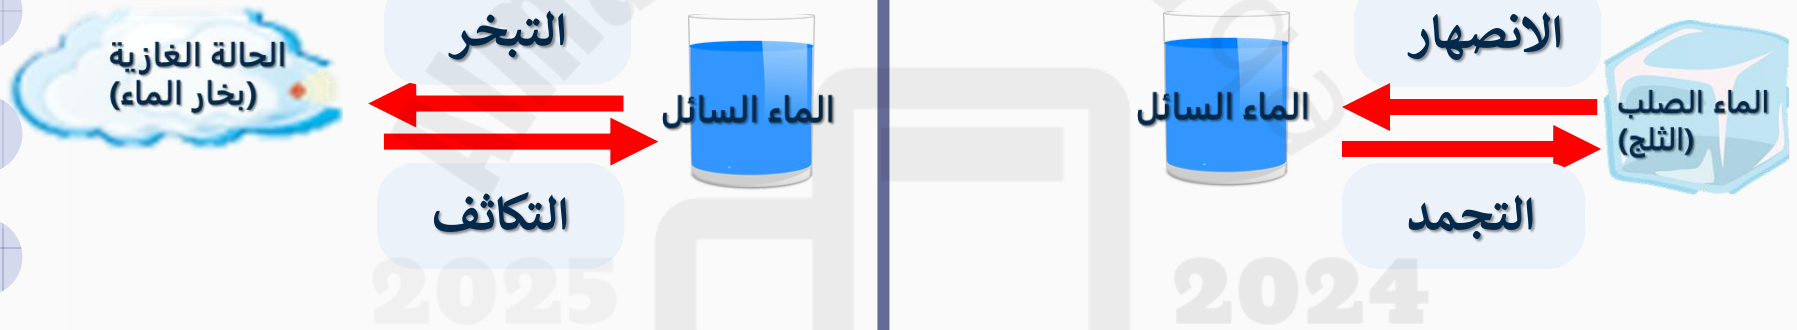 الانصهار
الماء الصلب
(الثلج)
الماء السائل
التجمد
2024
التبخر
الماء السائل
الحالة الغازية
(بخار الماء)
التكاثف
2025